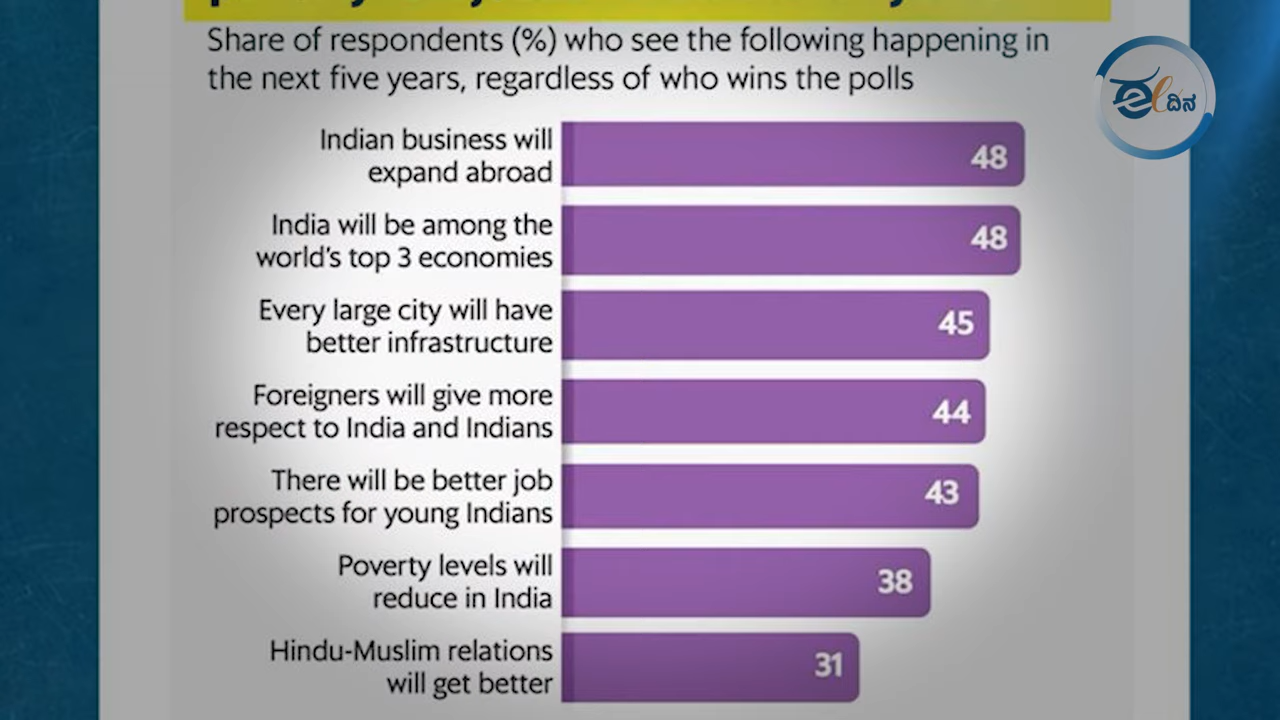 Share of respondents (%) who see the following happening in
the next five years, regardless of who wins the polls
Indian business will
expand abroad
48
India will be among the
world's top 3 economies
48
Every large city will have
better infrastructure
45
Foreigners will give more
respect to India and Indians
44
There will be better job
prospects for young Indians
43
Poverty levels will
reduce in India
38
Hindu-Muslim relations
will get better
31
ದಿನ